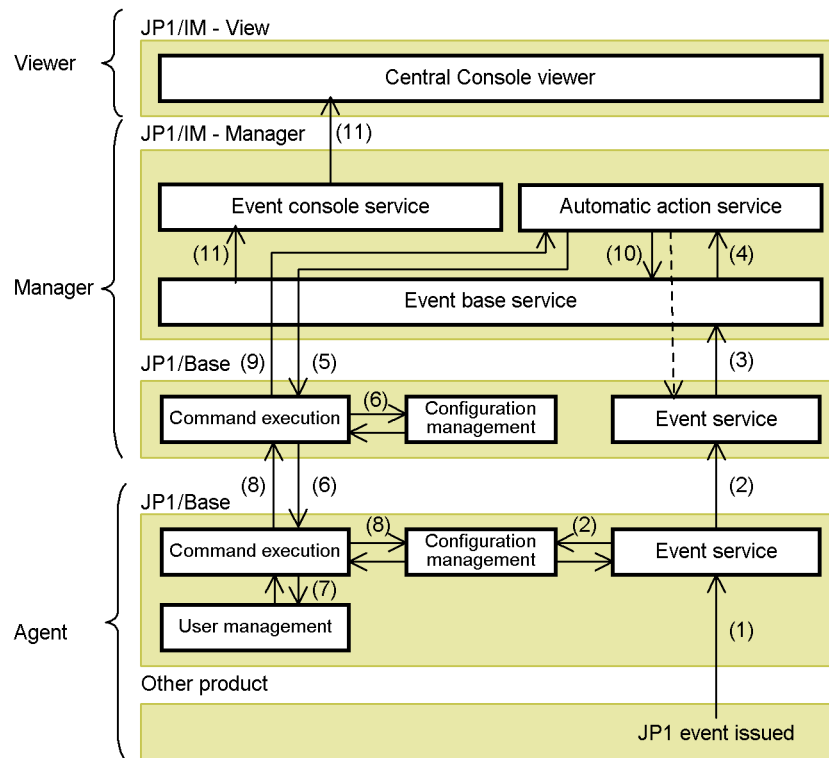 JP1/IM - View
Viewer
Central Console viewer
JP1/IM - Manager
(11)
Event console service
Automatic action service
(11)
(10)
(4)
Manager
Event base service
JP1/Base
(9)
(5)
(3)
Command execution
(6)
Configuration
management
Event service
(8)
(6)
(2)
JP1/Base
Command execution
(8)
Configuration
management
(2)
Event service
(7)
User management
Agent
(1)
Other product
JP1 event issued